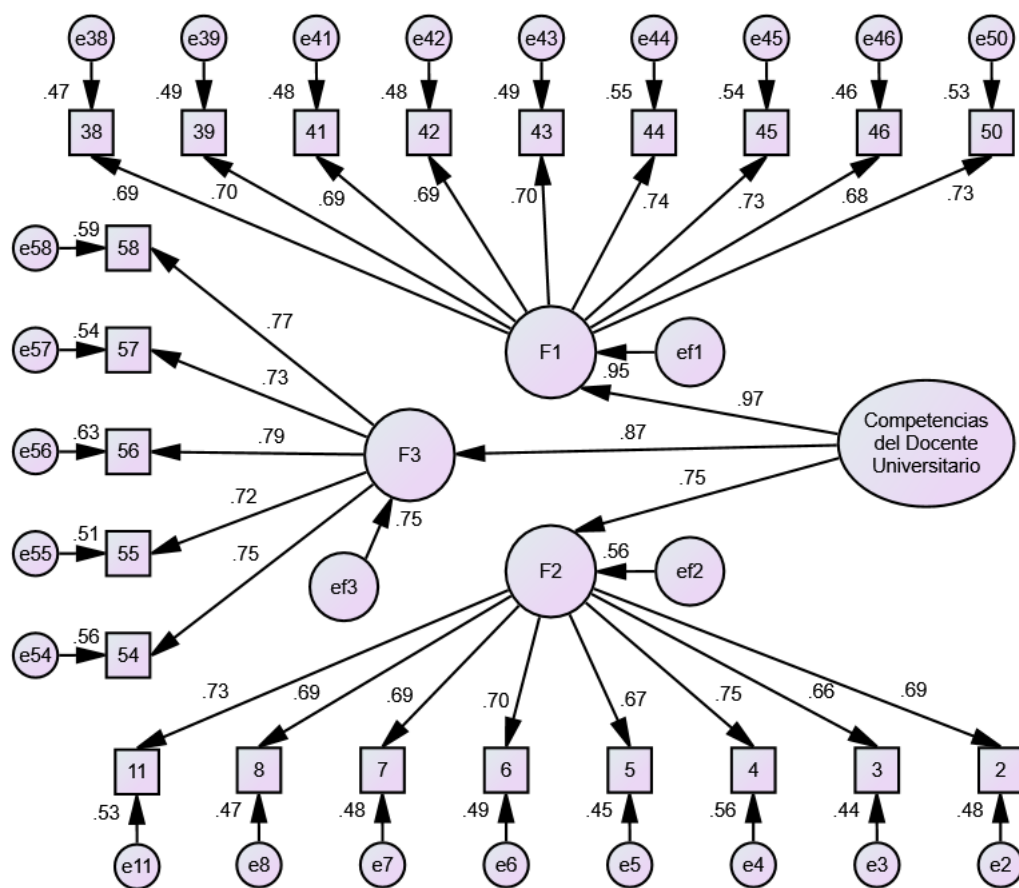 e38 e39 e41 e42 e43 e44 e45 e46 e50
.47 .49 .48 .48 .49 .55 .54 .46 .53
38 39 41 42 43 44 45 46 50
.69 .70 .69 .69 .70 .74 .73 .68 .73
e58 .59 58
.77
e57 .54 57
.73
F1 ef1
.95
.97
e56 .63 56
.79
F3
.87
Competencias
del Docente
Universitario
.72
.75
e55 .51 55
.75
.75
ef3
F2 .56 ef2
e54 .56 54
.73 .69 .69 .70 .67 .75 .66 .69
11 8 7 6 5 4 3 2
.53 .47 .48 .49 .45 .56 .44 .48
e11 e8 e7 e6 e5 e4 e3 e2